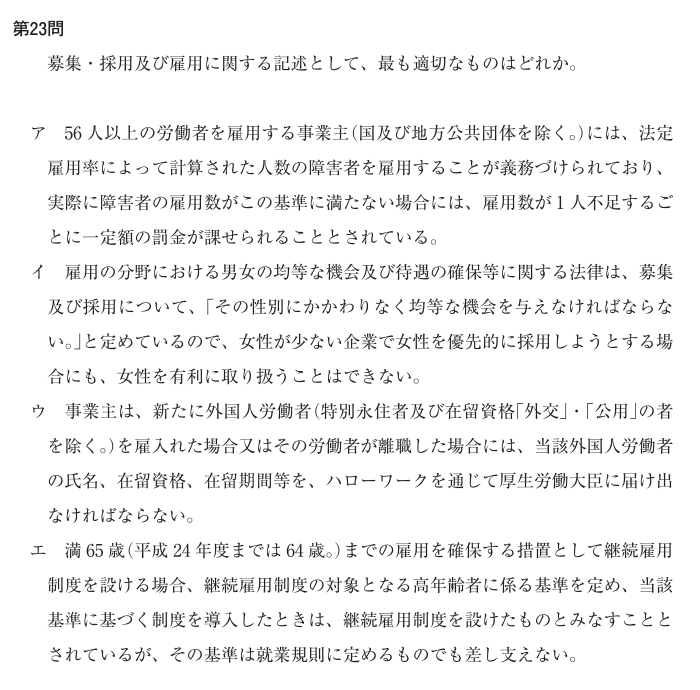 第23問
募集・採用及び雇用に関する記述として、最も適切なものはどれか。
ア　56 人以上の労働者を雇用する事業主(国及び地方公共団体を除く。)には、法定
雇用率によって計算された人数の障害者を雇用することが義務づけられており、
実際に障害者の雇用数がこの基準に満たない場合には、雇用数が 1 人不足するご
とに一定額の罰金が課せられることとされている。
イ　雇用の分野における男女の均等な機会及び待遇の確保等に関する法律は、募集
及び採用について、「その性別にかかわりなく均等な機会を与えなければならな
い。」と定めているので、女性が少ない企業で女性を優先的に採用しようとする場
合にも、女性を有利に取り扱うことはできない。
ウ　事業主は、新たに外国人労働者(特別永住者及び在留資格「外交」・「公用」の者
を除く。)を雇入れた場合又はその労働者が離職した場合には、当該外国人労働者
の氏名、在留資格、在留期間等を、ハローワークを通じて厚生労働大臣に届け出
なければならない。
エ　満 65 歳(平成 24 年度までは 64 歳。)までの雇用を確保する措置として継続雇用
制度を設ける場合、継続雇用制度の対象となる高年齢者に係る基準を定め、当該
基準に基づく制度を導入したときは、継続雇用制度を設けたものとみなすことと
されているが、その基準は就業規則に定めるものでも差し支えない。